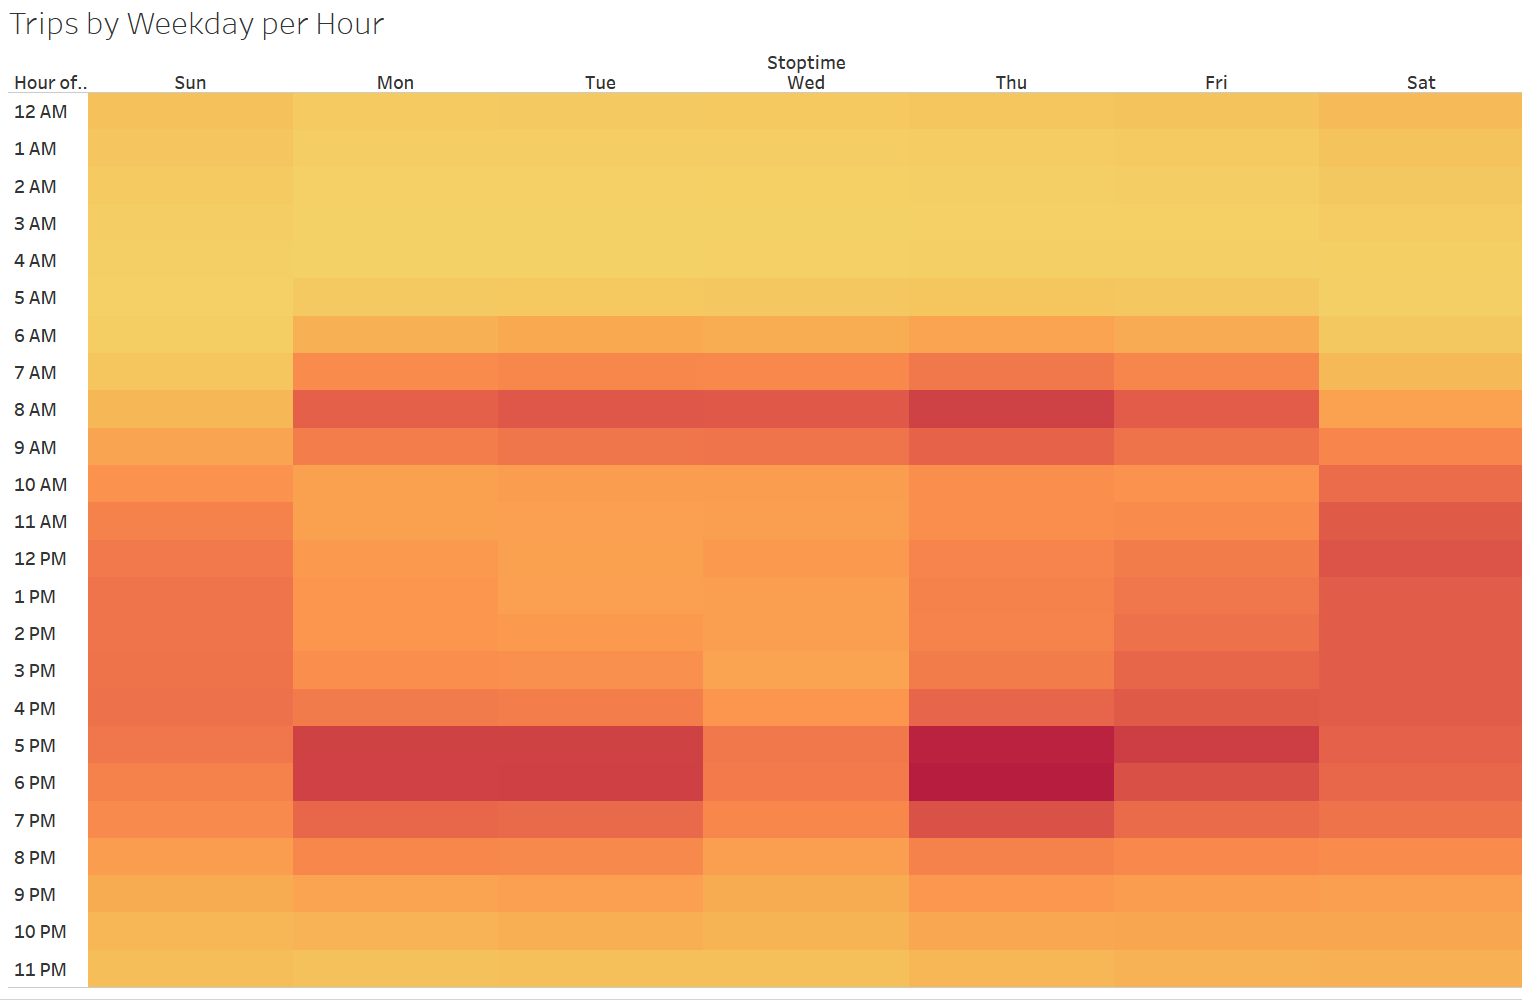 Trips by Weekday per Hour
Stoptime
Hour of.. Sun Mon Tue Wed Thu Fri Sat
12 AM
1 AM
2 AM
3 AM
4 AM
5 AM
6 AM
7 AM
8 AM
9 AM
10 AM
11 AM
12 PM
1 PM
2 PM
3 PM
4 PM
5 PM
6 PM
7 PM
8 PM
9 PM
10 PM
11 PM